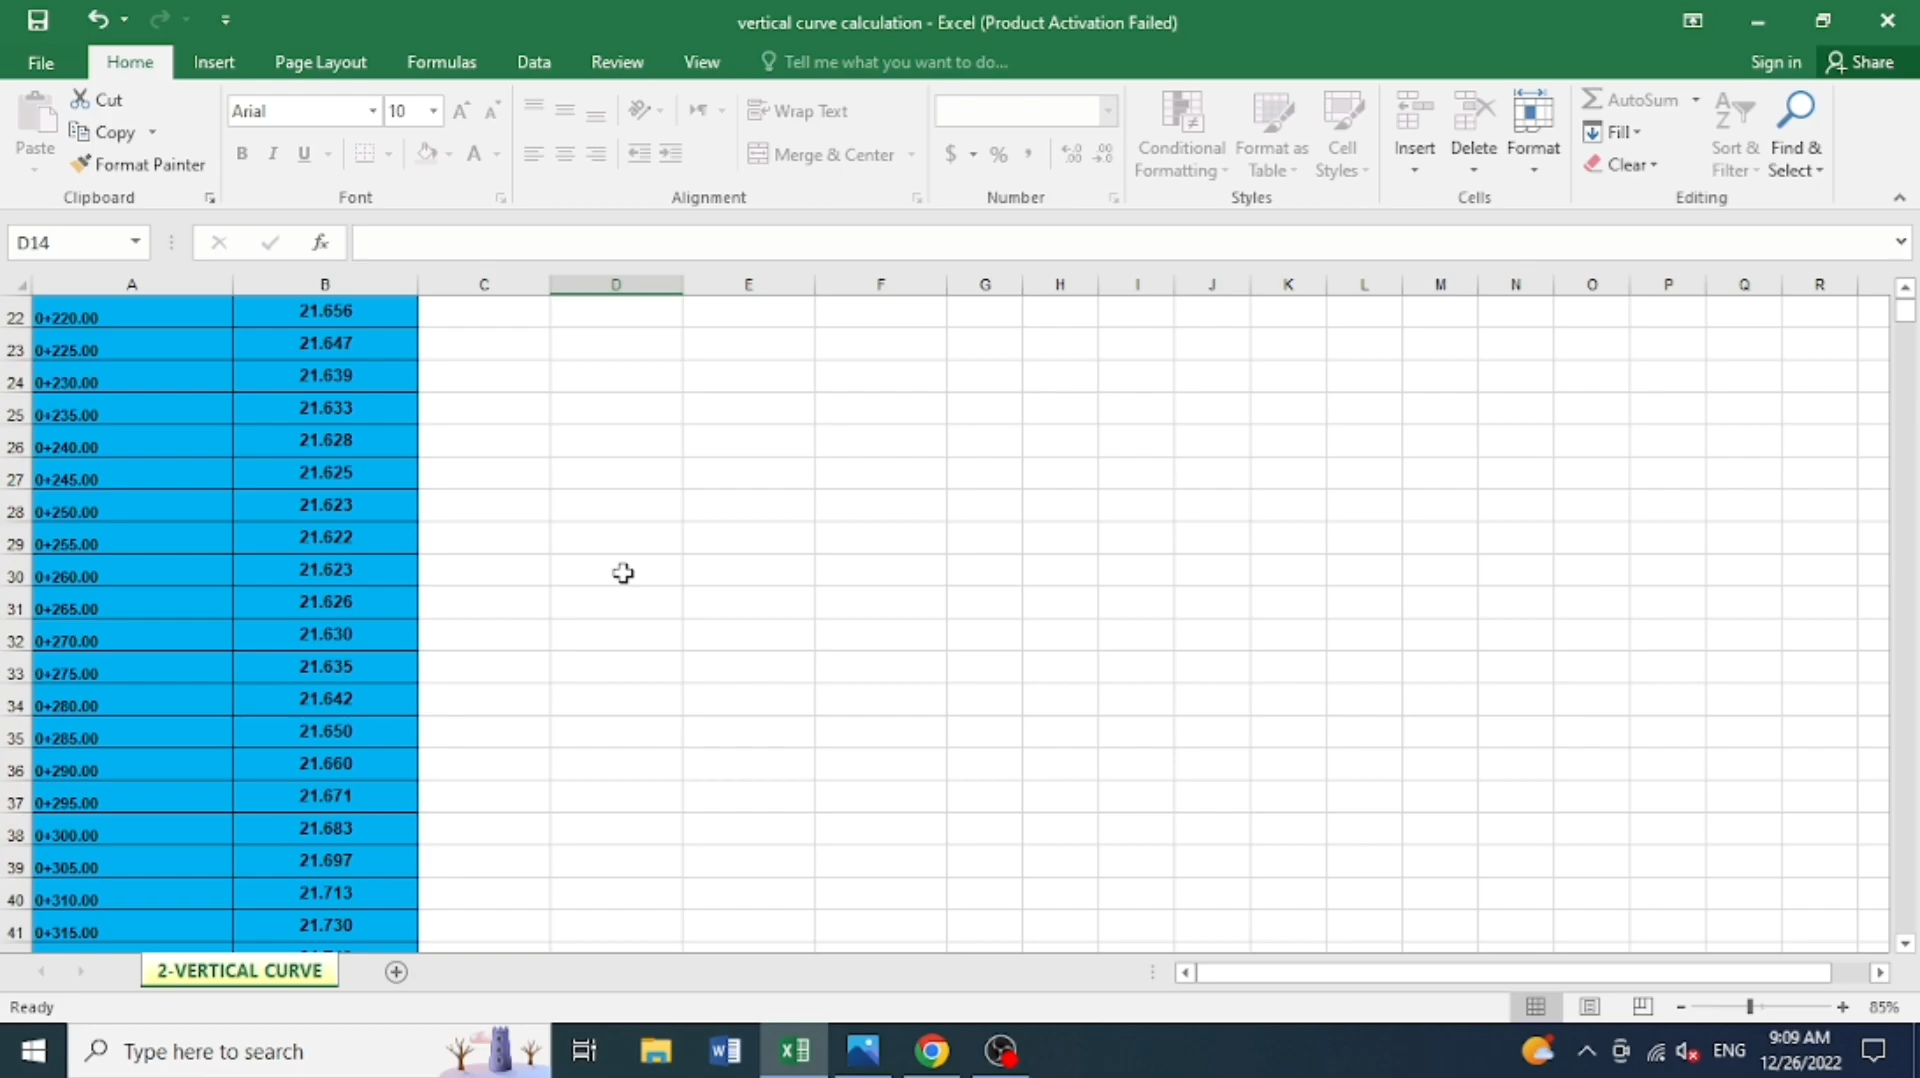 vertical curve calculation - Excel (Product Activation Failed)
File Home Insert Page Layout Formulas Data Review View Tell me what you want to do... Sign in Share
Paste
Cut
Copy
Format Painter
Clipboard
Arial 10
B I U A
Font
Wrap Text
Merge & Center
Alignment
$ % ,
Number
Conditional Formatting
Format as Table
Cell Styles
Styles
Insert Delete Format
Cells
AutoSum
Fill
Clear
Sort & Filter
Find & Select
Editing
D14 fx
A B C D E F G H I J K L M N O P Q R
22 0+220.00 21.656
23 0+225.00 21.647
24 0+230.00 21.639
25 0+235.00 21.633
26 0+240.00 21.628
27 0+245.00 21.625
28 0+250.00 21.623
29 0+255.00 21.622
30 0+260.00 21.623
31 0+265.00 21.626
32 0+270.00 21.630
33 0+275.00 21.635
34 0+280.00 21.642
35 0+285.00 21.650
36 0+290.00 21.660
37 0+295.00 21.671
38 0+300.00 21.683
39 0+305.00 21.697
40 0+310.00 21.713
41 0+315.00 21.730
2-VERTICAL CURVE
Ready 85%
Type here to search ENG 9:09 AM
12/26/2022